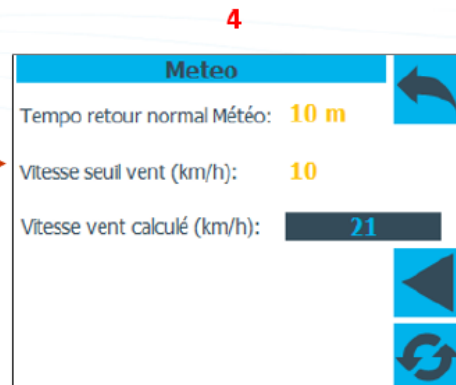 4
Meteo
Tempo retour normal Météo: 10 m
Vitesse seuil vent (km/h): 10
Vitesse vent calculé (km/h): 21